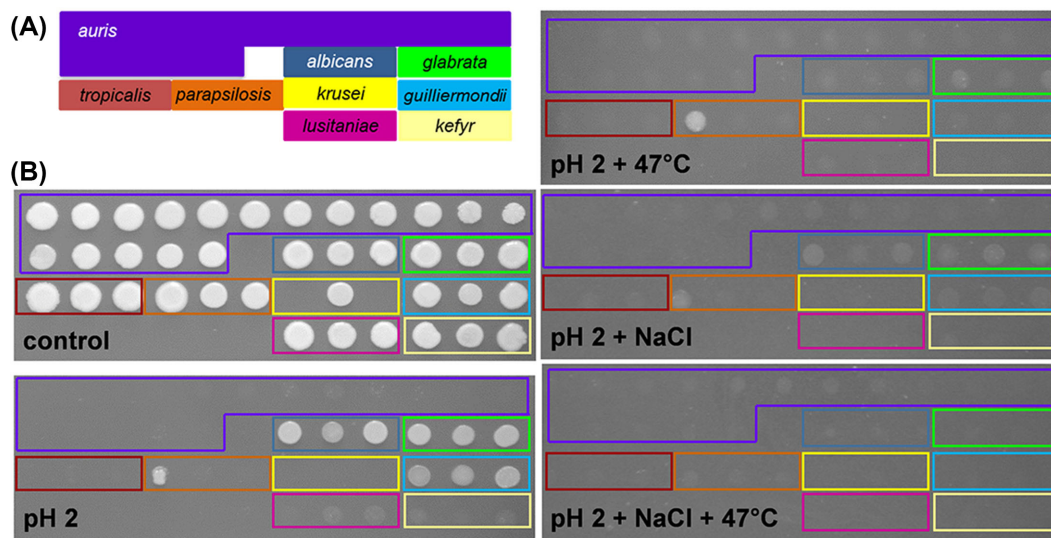 (A)
auris
albicans glabrata
tropicalis parapsilosis krusei guilliermondii
lusitaniae kefyr
(B)
control
pH 2
pH 2 + 47°C
pH 2 + NaCl
pH 2 + NaCl + 47°C